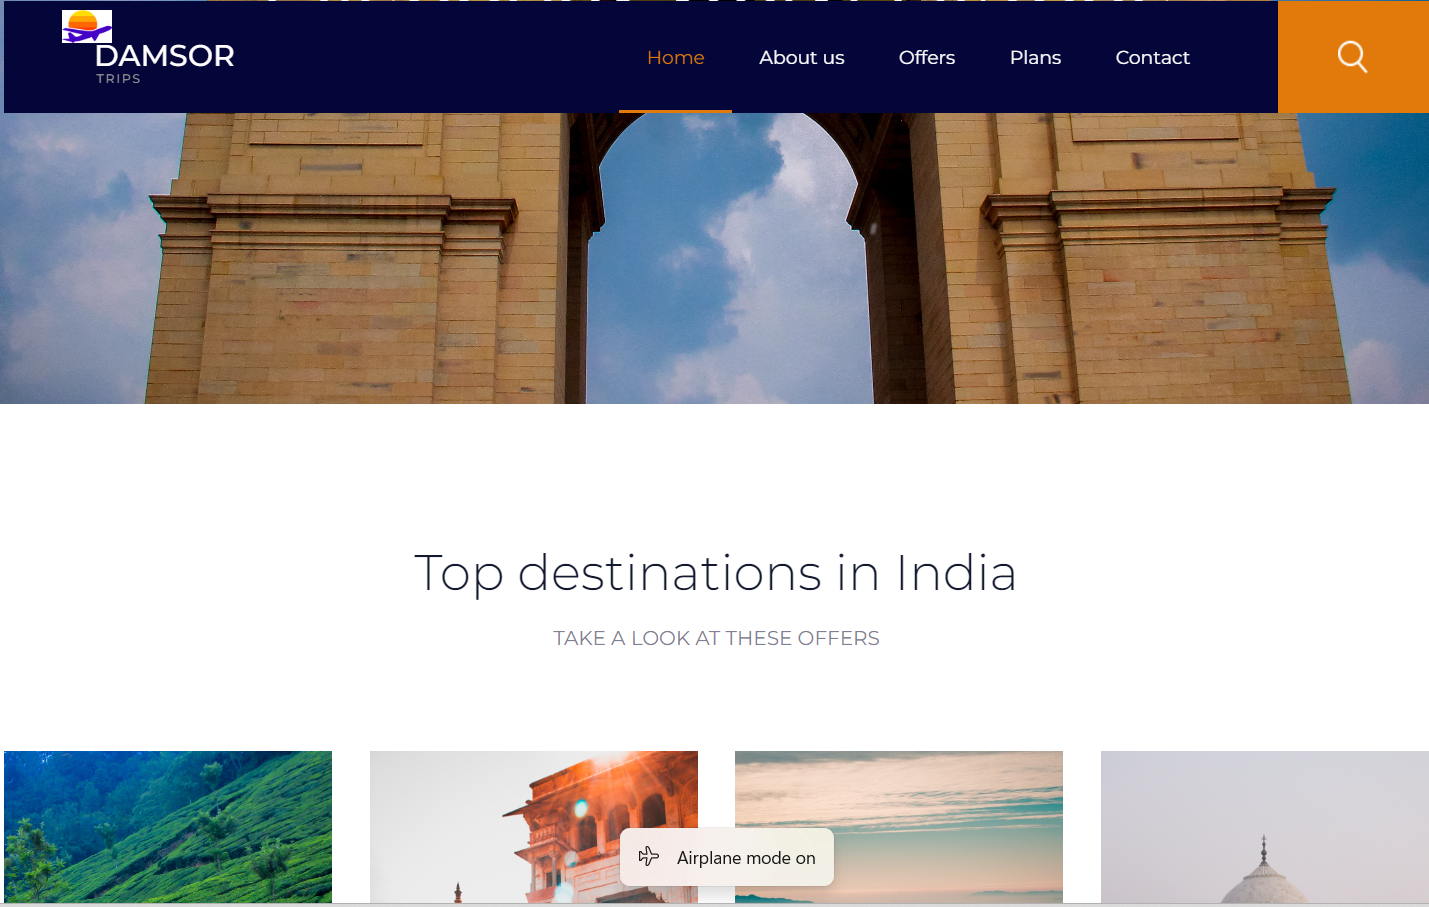 DAMSOR
TRIPS
Home About us Offers Plans Contact
Top destinations in India
TAKE A LOOK AT THESE OFFERS
Airplane mode on